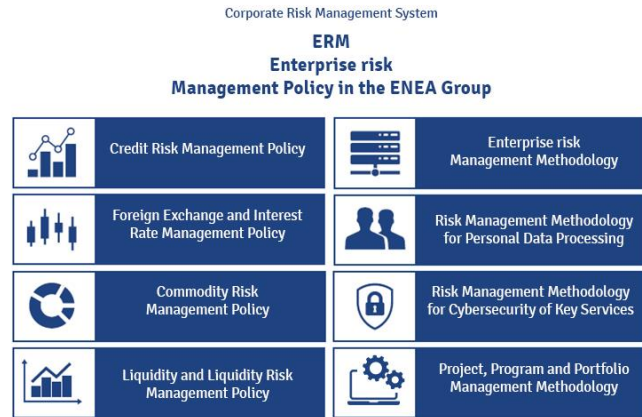 Corporate Risk Management System
ERM
Enterprise risk
Management Policy in the ENEA Group
Credit Risk Management Policy
Enterprise risk
Management Methodology
Foreign Exchange and Interest
Rate Management Policy
Risk Management Methodology
for Personal Data Processing
Commodity Risk
Management Policy
Risk Management Methodology
for Cybersecurity of Key Services
Liquidity and Liquidity Risk
Management Policy
Project, Program and Portfolio
Management Methodology